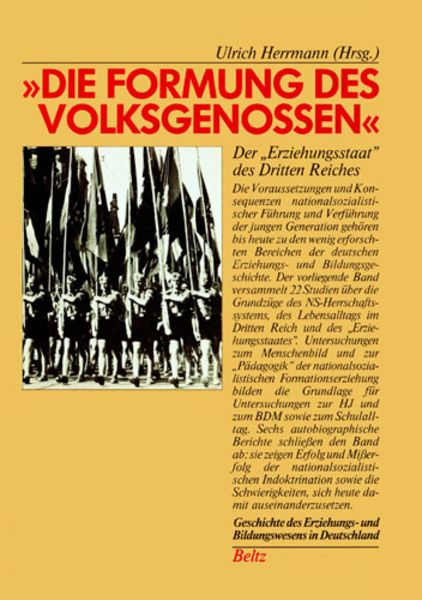 Ulrich Herrmann (Hrsg.)
»DIE FORMUNG DES
VOLKSGENOSSEN«
Der „Erziehungsstaat”
des Dritten Reiches
Die Voraussetzungen und Kon-
sequenzen nationalsozialisti-
scher Führung und Verführung
der jungen Generation gehören
bis heute zu den wenig erforsch-
ten Bereichen der deutschen
Erziehungs- und Bildungsge-
schichte. Der vorliegende Band
versammelt 22 Studien über die
Grundzüge des NS-Herrschafts-
systems, des Lebensalltags im
Dritten Reich und des „Erzie-
hungsstaates”. Untersuchungen
zum Menschenbild und zur
„Pädagogik” der nationalsozia-
listischen Formationserziehung
bilden die Grundlage für
Untersuchungen zur HJ und
zum BDM sowie zum Schulall-
tag. Sechs autobiographische
Berichte schließen den Band
ab: sie zeigen Erfolg und Mißer-
folg der nationalsozialisti-
schen Indoktrination sowie die
Schwierigkeiten, sich heute da-
mit auseinanderzusetzen.
Geschichte des Erziehungs- und
Bildungswesens in Deutschland
Beltz